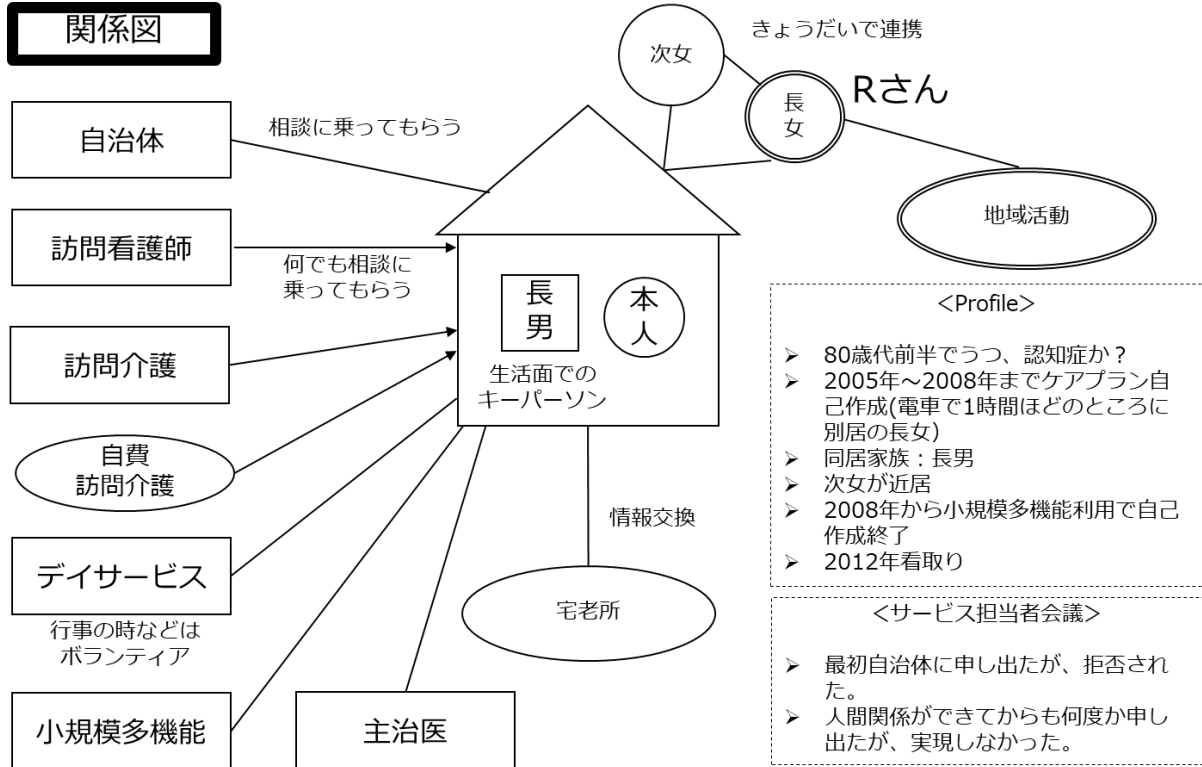 関係図
自治体
相談に乗ってもらう
訪問看護師
何でも相談に
乗ってもらう
訪問介護
自費
訪問介護
デイサービス
行事の時などは
ボランティア
小規模多機能
主治医
宅老所
情報交換
長
男
本
人
生活面での
キーパーソン
次女
きょうだいで連携
長
女
Rさん
地域活動
<Profile>
➢ 80歳代前半でうつ、認知症か？
➢ 2005年～2008年までケアプラン自
己作成(電車で1時間ほどのところに
別居の長女)
➢ 同居家族：長男
➢ 次女が近居
➢ 2008年から小規模多機能利用で自己
作成終了
➢ 2012年看取り
＜サービス担当者会議＞
➢ 最初自治体に申し出たが、拒否され
た。
➢ 人間関係ができてからも何度か申し
出たが、実現しなかった。